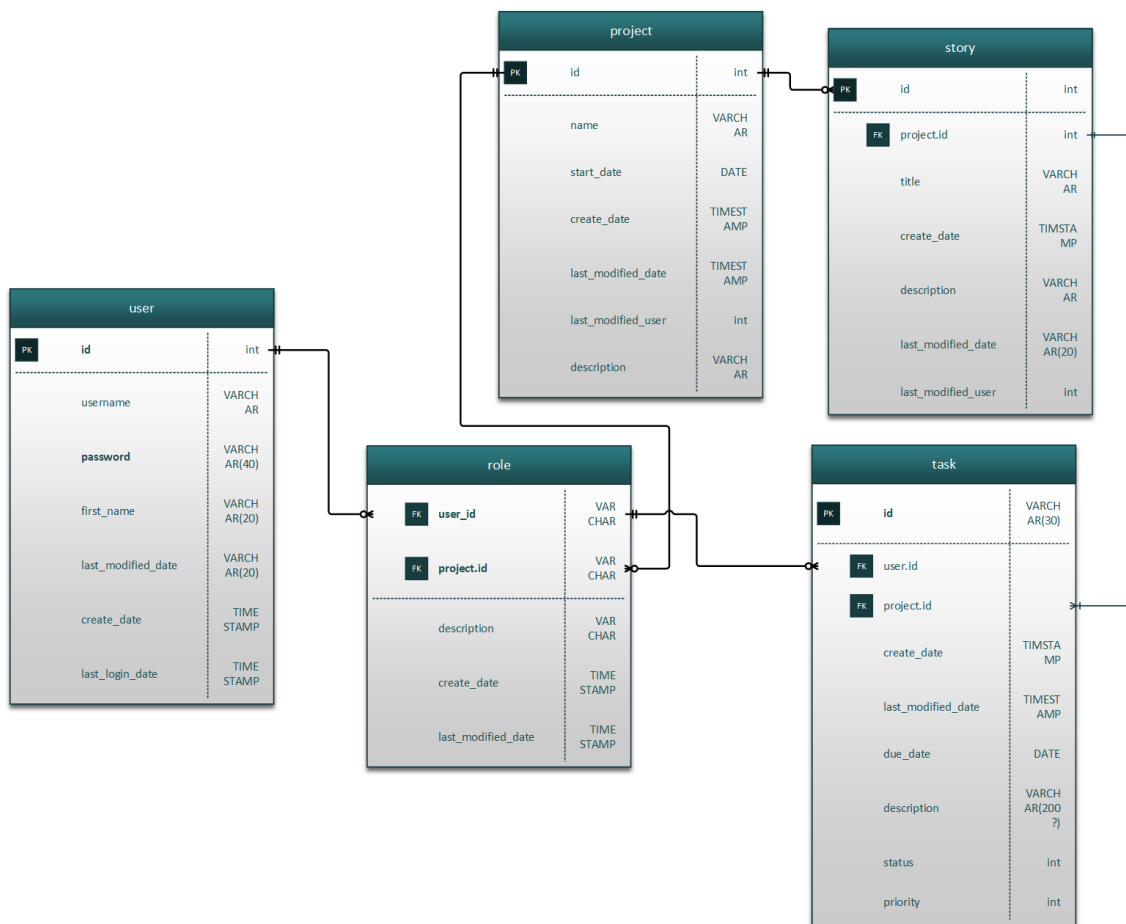 project
PK id int
name VARCH
AR
start_date DATE
create_date TIMEST
AMP
last_modified_date TIMEST
AMP
last_modified_user int
description VARCH
AR
story
PK id int
FK project.id int
title VARCH
AR
create_date TIMSTA
MP
description VARCH
AR
last_modified_date VARCH
AR(20)
last_modified_user int
user
PK id int
username VARCH
AR
password VARCH
AR(40)
first_name VARCH
AR(20)
last_modified_date VARCH
AR(20)
create_date TIME
STAMP
last_login_date TIME
STAMP
role
FK user_id VAR
CHAR
FK project.id VAR
CHAR
description VAR
CHAR
create_date TIME
STAMP
last_modified_date TIME
STAMP
task
PK id VARCH
AR(30)
FK user.id
FK project.id
create_date TIMSTA
MP
last_modified_date TIMEST
AMP
due_date DATE
description VARCH
AR(200
?)
status int
priority int